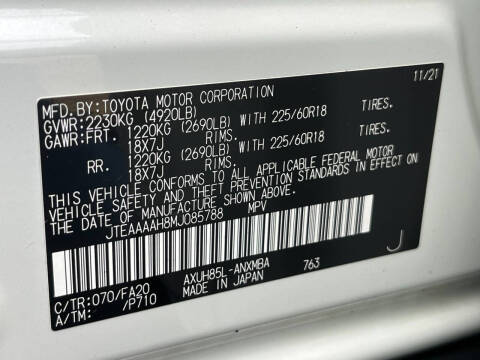 MFD.BY:TOYOTA MOTOR CORPORATION 11/21
GVWR:2230KG (4920LB)
GAWR:FRT. 1220KG (2690LB) WITH 225/60R18 TIRES.
18X7J RIMS.
RR. 1220KG (2690LB) WITH 225/60R18 TIRES.
18X7J RIMS.
THIS VEHICLE CONFORMS TO ALL APPLICABLE FEDERAL MOTOR
VEHICLE SAFETY AND THEFT PREVENTION STANDARDS IN EFFECT ON
THE DATE OF MANUFACTURE SHOWN ABOVE.
JTEAAAAH8MJ085788 MPV
C/TR:070/FA20 AXUH85L-ANXMBA 763 J
A/TM: /P710 MADE IN JAPAN